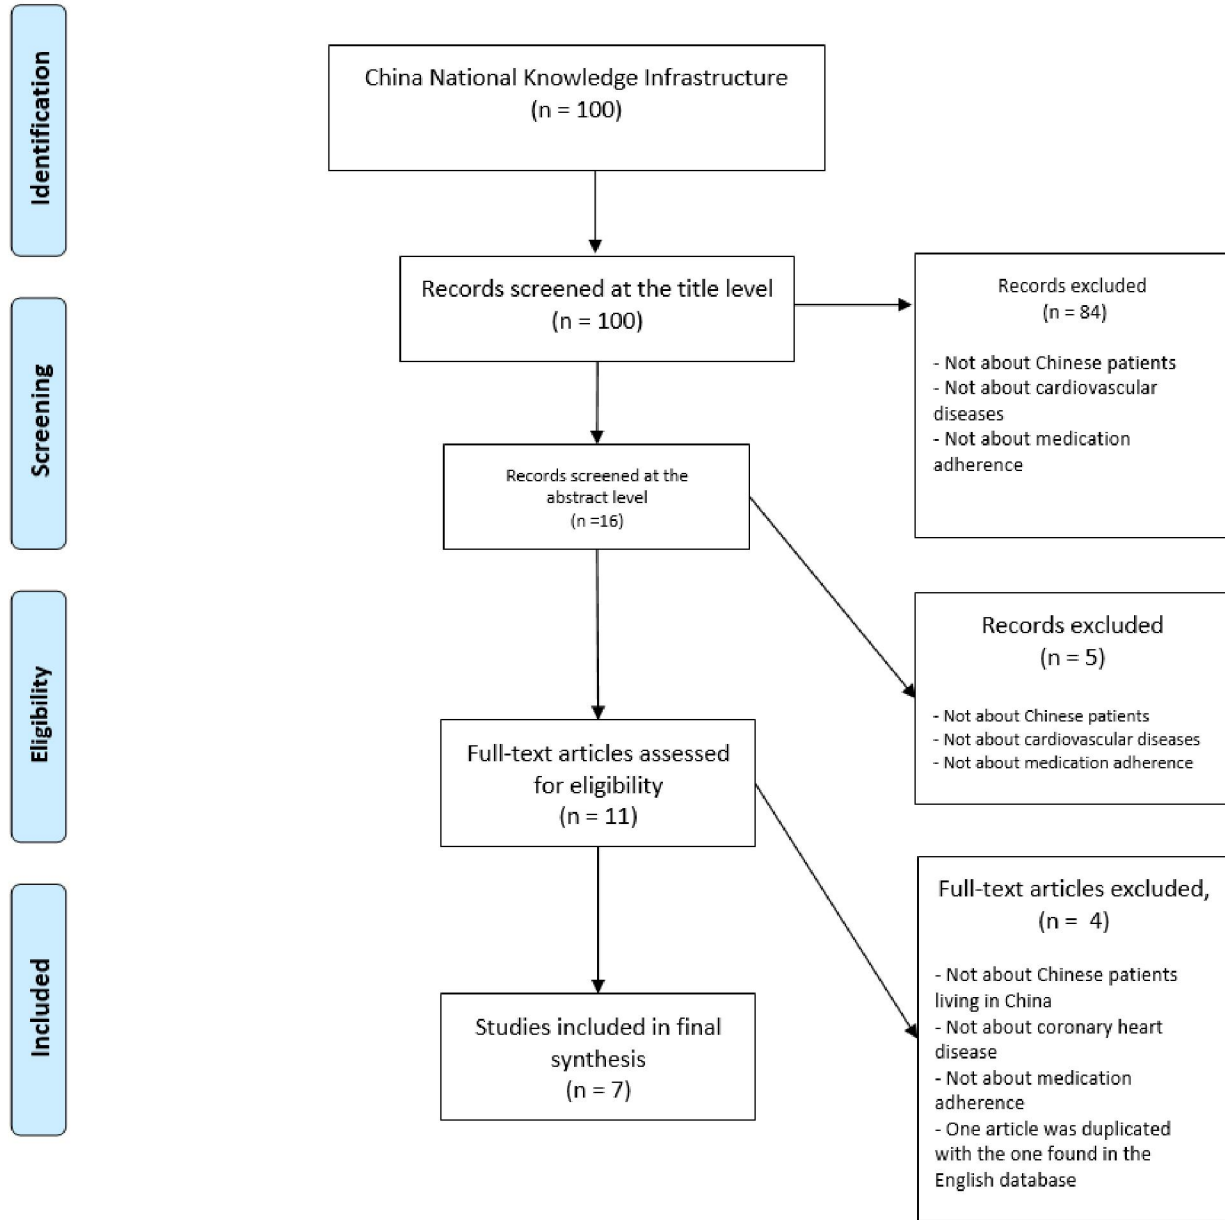 Identification
China National Knowledge Infrastructure
(n = 100)
Screening
Records screened at the title level
(n = 100)
Records excluded
(n = 84)
- Not about Chinese patients
- Not about cardiovascular
diseases
- Not about medication
adherence
Records screened at the
abstract level
(n =16)
Records excluded
(n = 5)
- Not about Chinese patients
- Not about cardiovascular diseases
- Not about medication adherence
Eligibility
Full-text articles assessed
for eligibility
(n = 11)
Full-text articles excluded,
(n = 4)
- Not about Chinese patients
living in China
- Not about coronary heart
disease
- Not about medication
adherence
- One article was duplicated
with the one found in the
English database
Included
Studies included in final
synthesis
(n = 7)